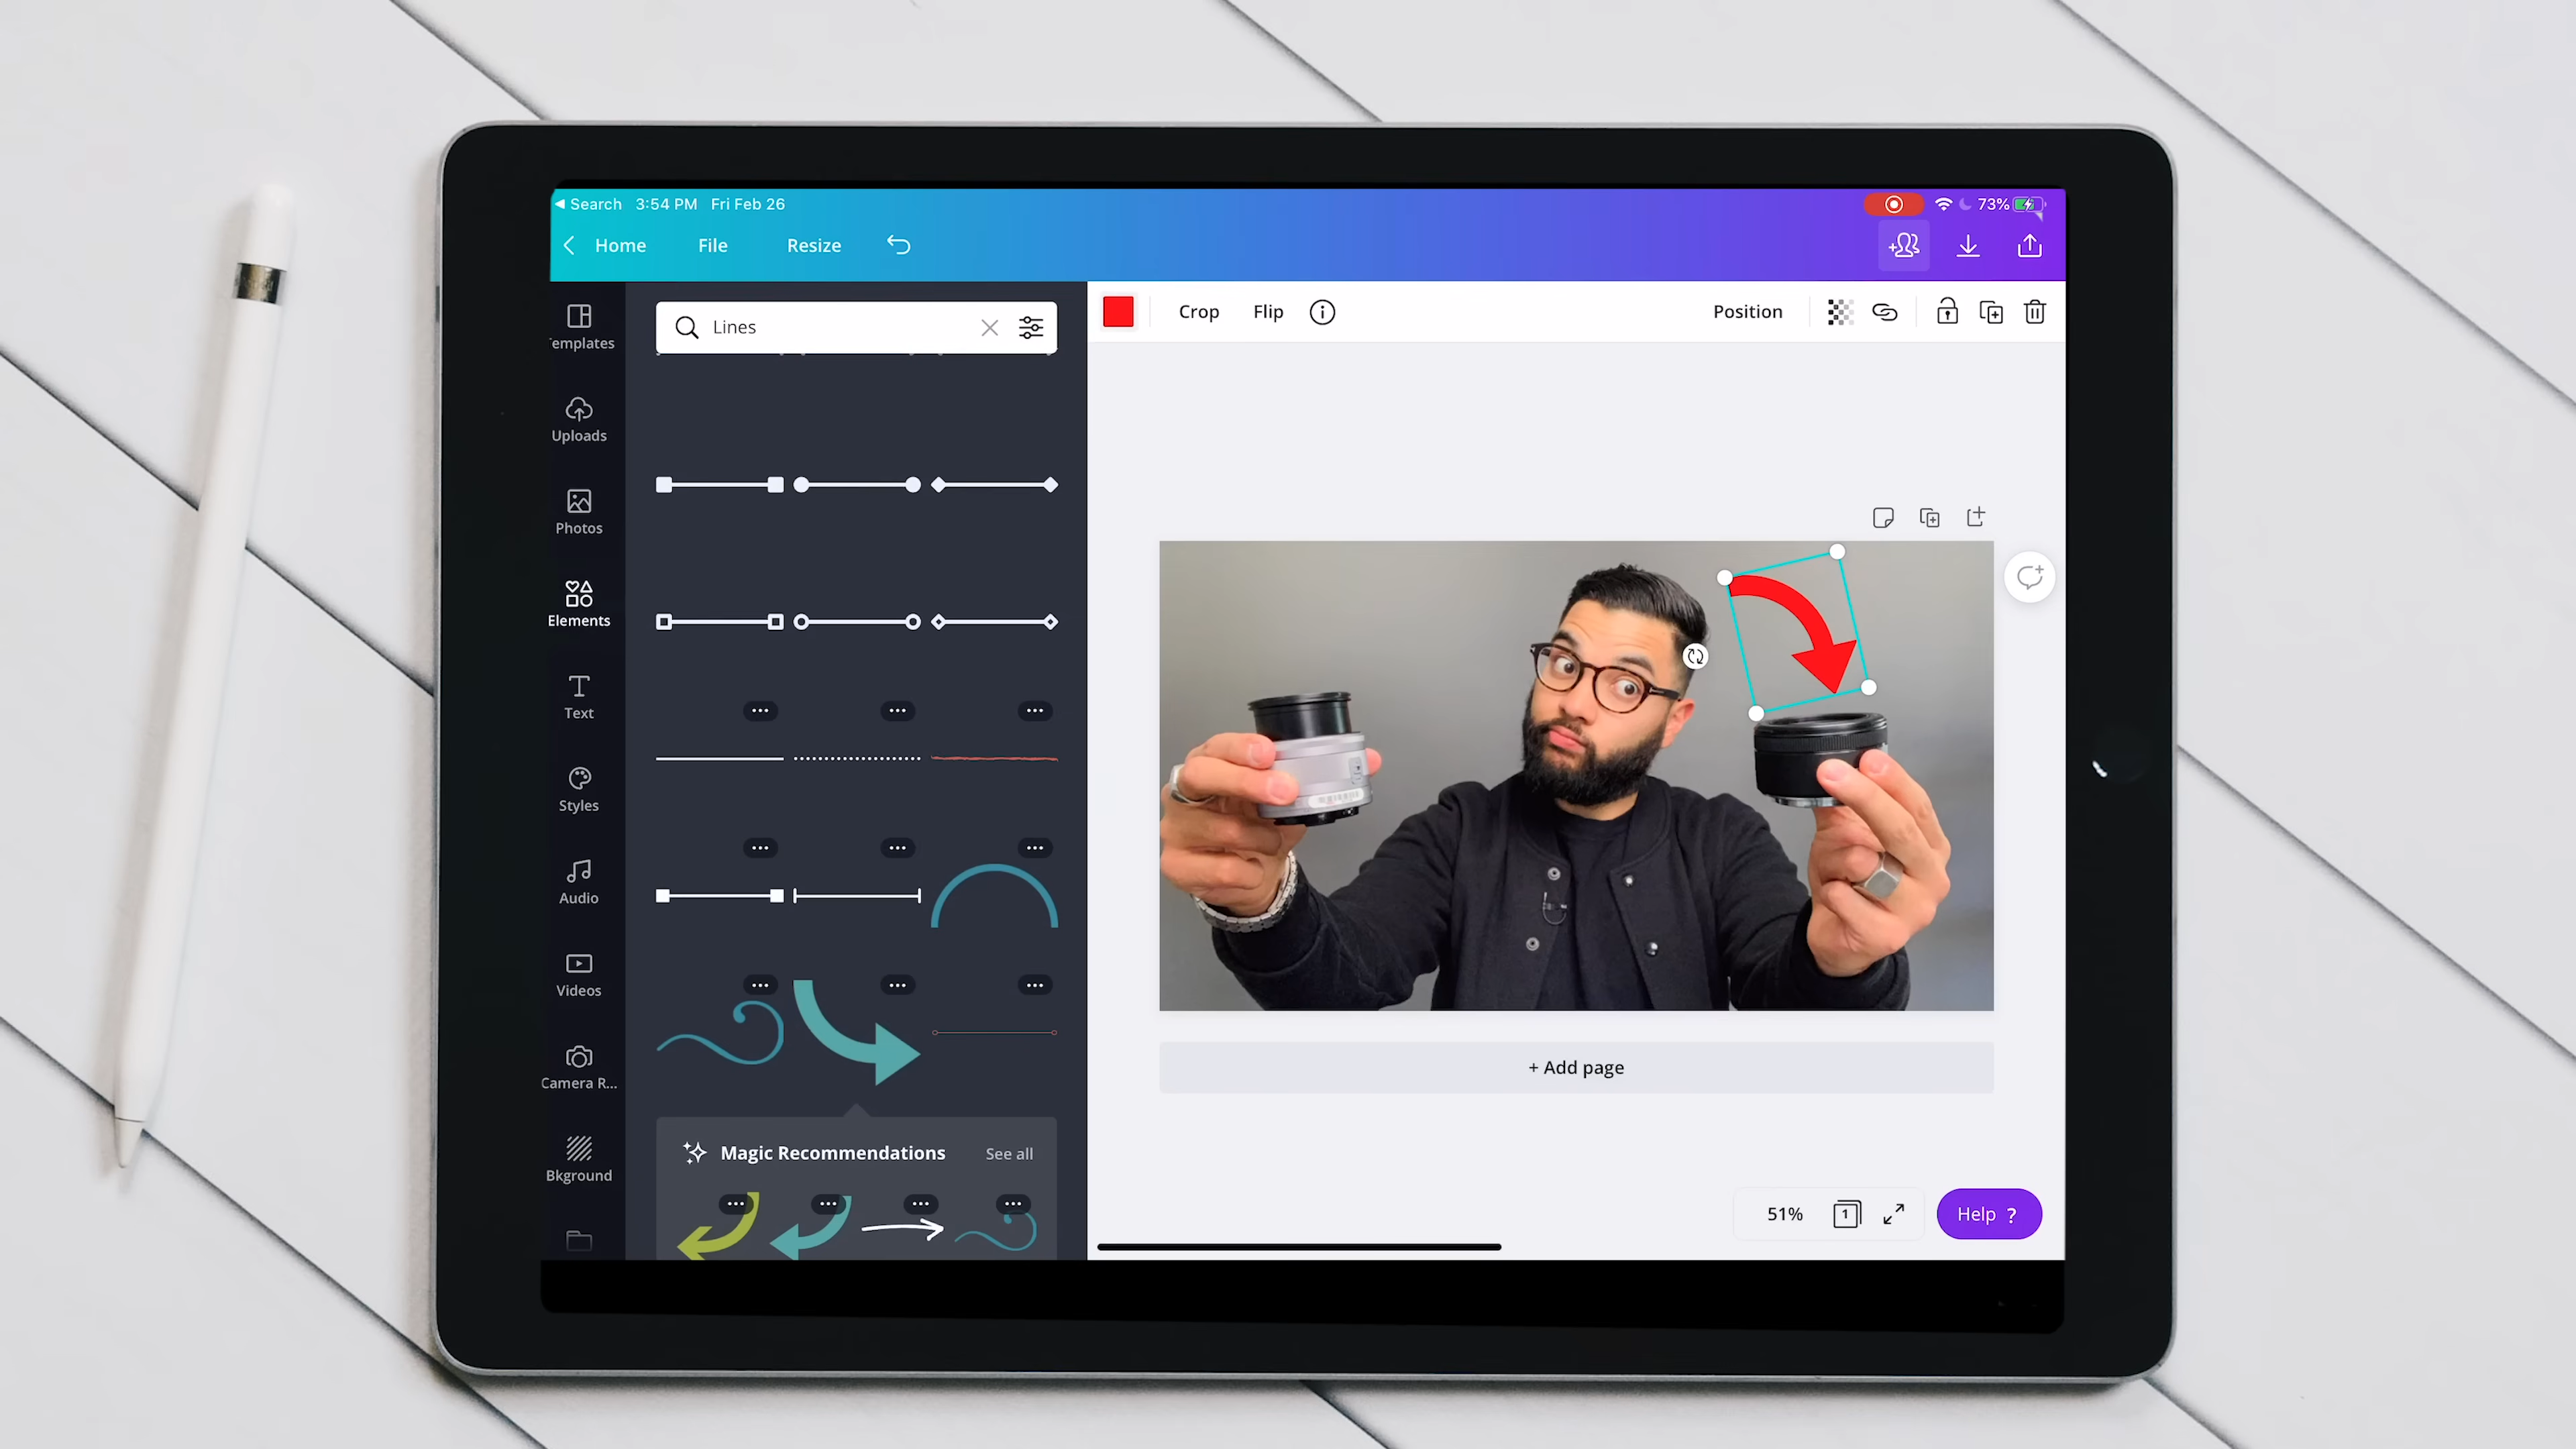 Search 3:54 PM Fri Feb 26 73%
Home File Resize
Lines
Crop Flip Position
emplates
Uploads
Photos
Elements
Text
Styles
Audio
Videos
Camera R...
Bkground
+ Add page
Magic Recommendations See all
51% 1 Help ?